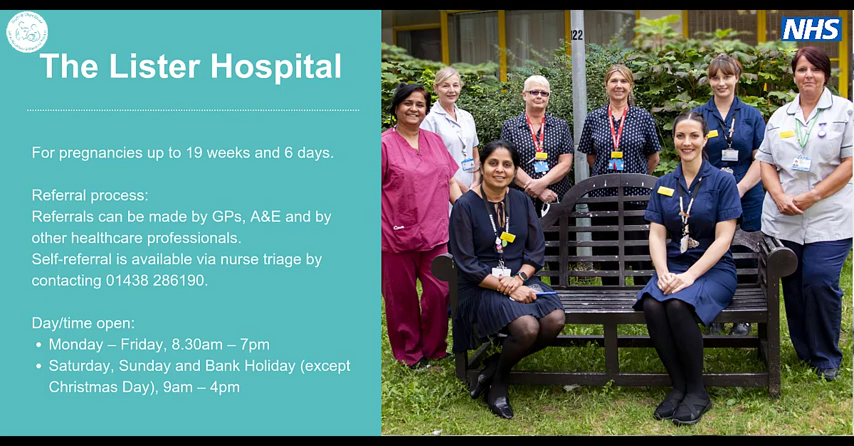 The Lister Hospital
NHS
For pregnancies up to 19 weeks and 6 days.
Referral process:
Referrals can be made by GPs, A&E and by
other healthcare professionals.
Self-referral is available via nurse triage by
contacting 01438 286190.
Day/time open:
• Monday – Friday, 8.30am – 7pm
• Saturday, Sunday and Bank Holiday (except
Christmas Day), 9am – 4pm